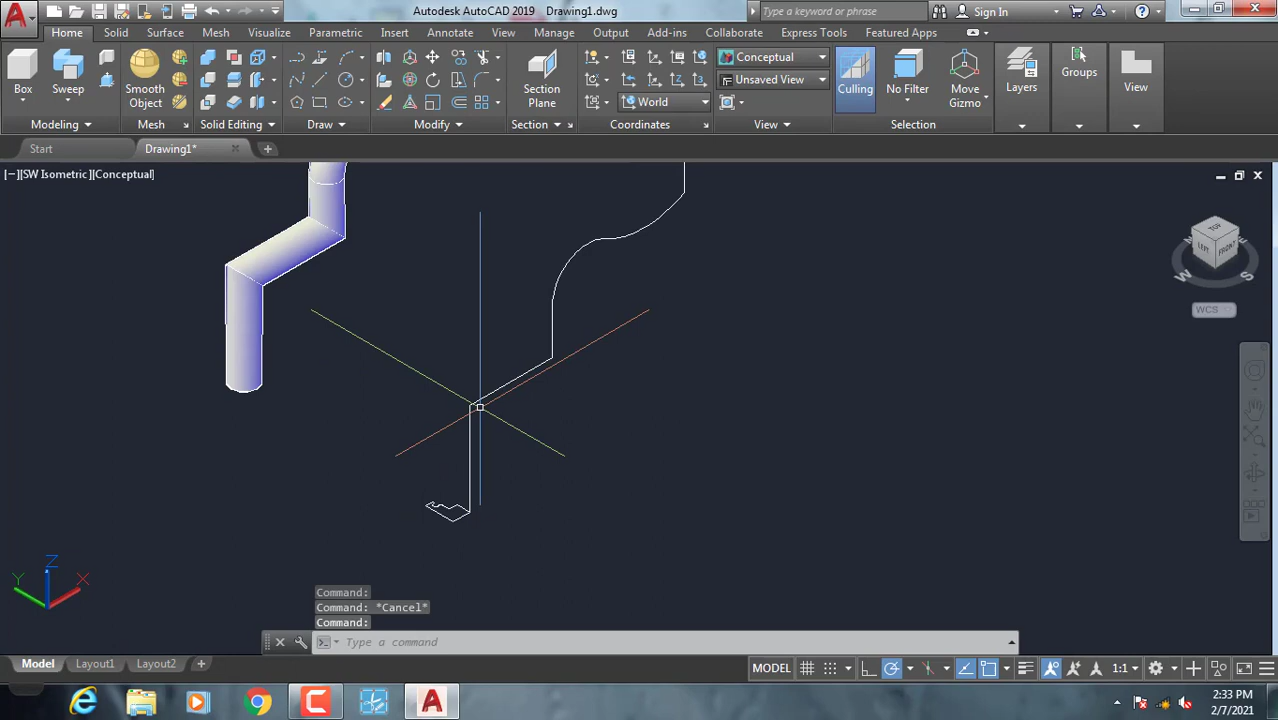 Autodesk AutoCAD 2019 Drawing1.dwg
Type a keyword or phrase
Sign In
Home Solid Surface Mesh Visualize Parametric Insert Annotate View Manage Output Add-ins Collaborate Express Tools Featured Apps
Box
Sweep
Smooth Object
Section Plane
World
Conceptual
Unsaved View
Culling
No Filter
Move Gizmo
Layers
Groups
View
Modeling
Mesh
Solid Editing
Draw
Modify
Section
Coordinates
View
Selection
Start
Drawing1*
[−][SW Isometric][Conceptual]
TOP
LEFT
FRONT
W
S
WCS
Z
Y
X
Command:
Command: *Cancel*
Command:
Type a command
Model Layout1 Layout2
MODEL
1:1
2:33 PM
2/7/2021